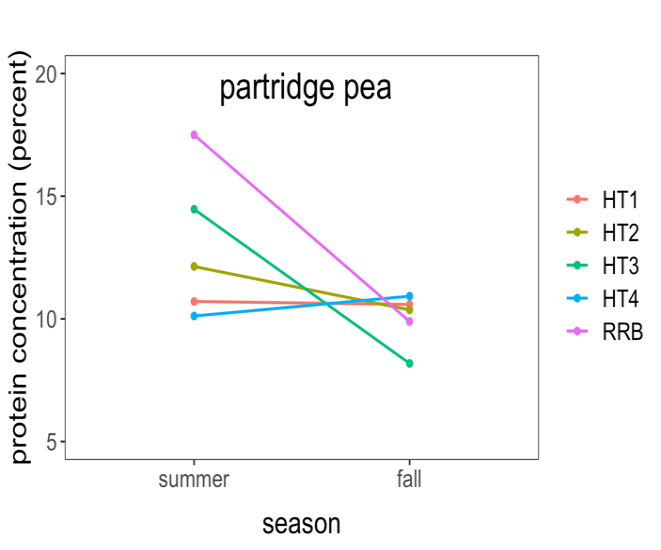 partridge pea
protein concentration (percent)
20
15
10
5
summer fall
season
HT1
HT2
HT3
HT4
RRB